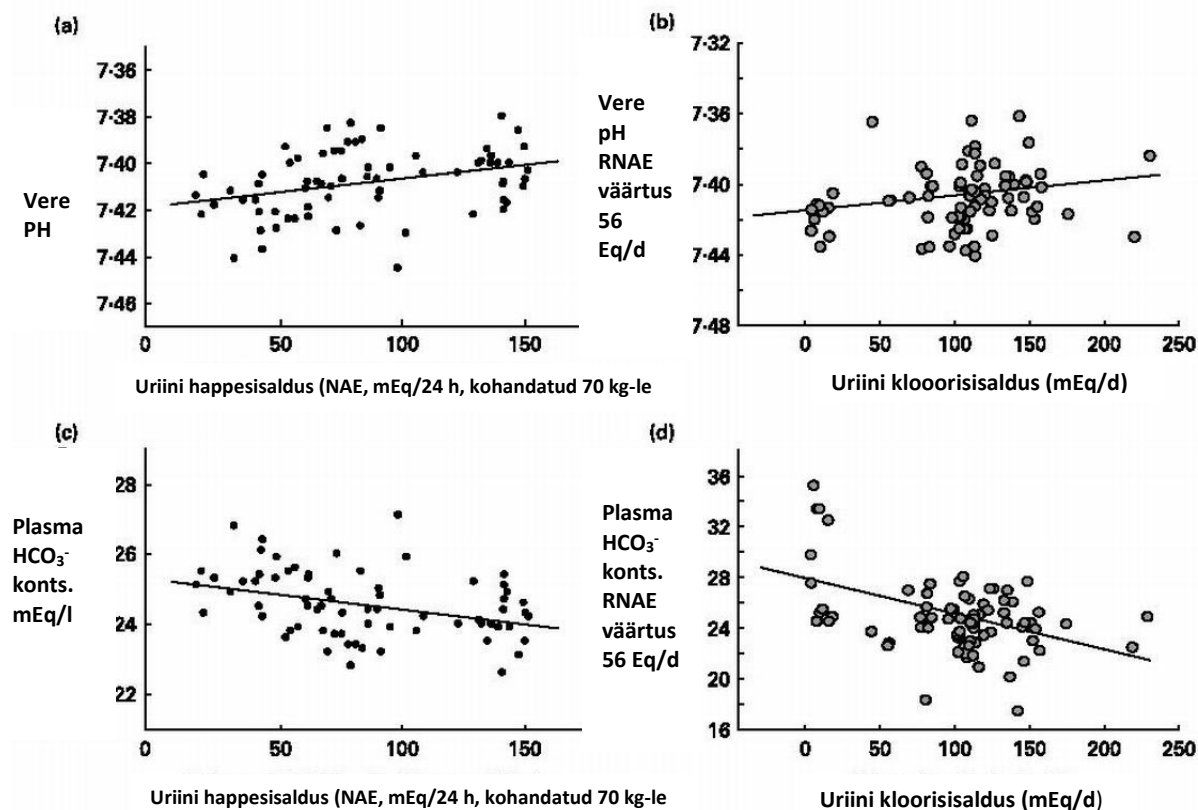 (a)
7·36
7·38
7·40
7·42
7·44
7·46
Vere
PH
0
50
100
150
Uriini happesisaldus (NAE, mEq/24 h, kohandatud 70 kg-le
(b)
7·32
7·36
7·40
7·44
7·48
Vere
pH
RNAE
väärtus
56
Eq/d
0
50
100
150
200
250
Uriini klooorisisaldus (mEq/d)
(c)
28
26
24
22
Plasma
HCO₃⁻
konts.
mEq/l
0
50
100
150
Uriini happesisaldus (NAE, mEq/24 h, kohandatud 70 kg-le
(d)
36
32
28
24
20
16
Plasma
HCO₃⁻
konts.
RNAE
väärtus
56 Eq/d
0
50
100
150
200
250
Uriini kloorisisaldus (mEq/d)